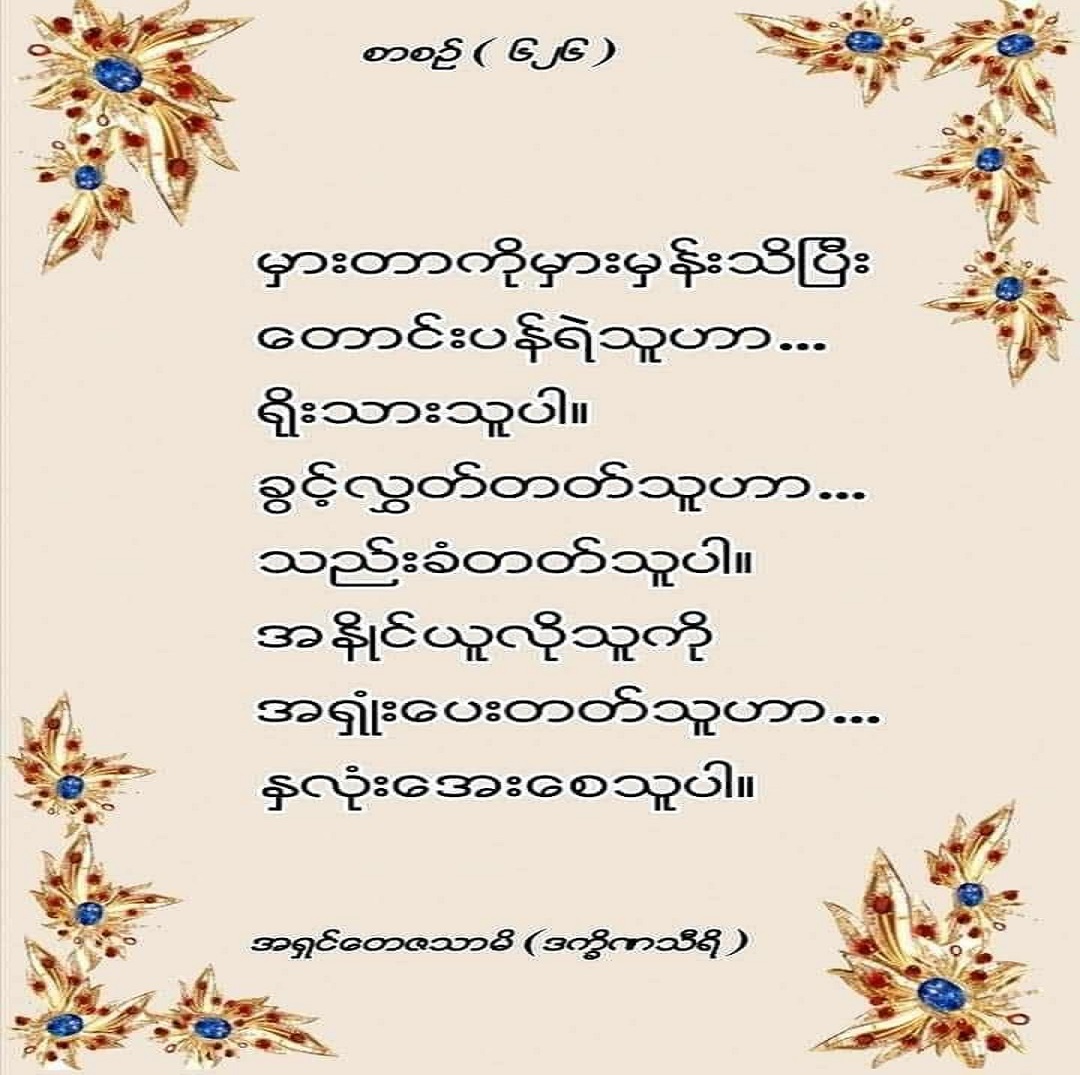 စာစဉ် ( ၆၂၆ )
မှားတာကိုမှားမှန်းသိပြီး
တောင်းပန်ရဲသူဟာ...
ရိုးသားသူပါ။
ခွင့်လွှတ်တတ်သူဟာ...
သည်းခံတတ်သူပါ။
အနိုင်ယူလိုသူကို
အရှုံးပေးတတ်သူဟာ...
နှလုံးအေးစေသူပါ။
အရှင်တေဇသာမိ ( ဒက္ခိဏသီရိ )